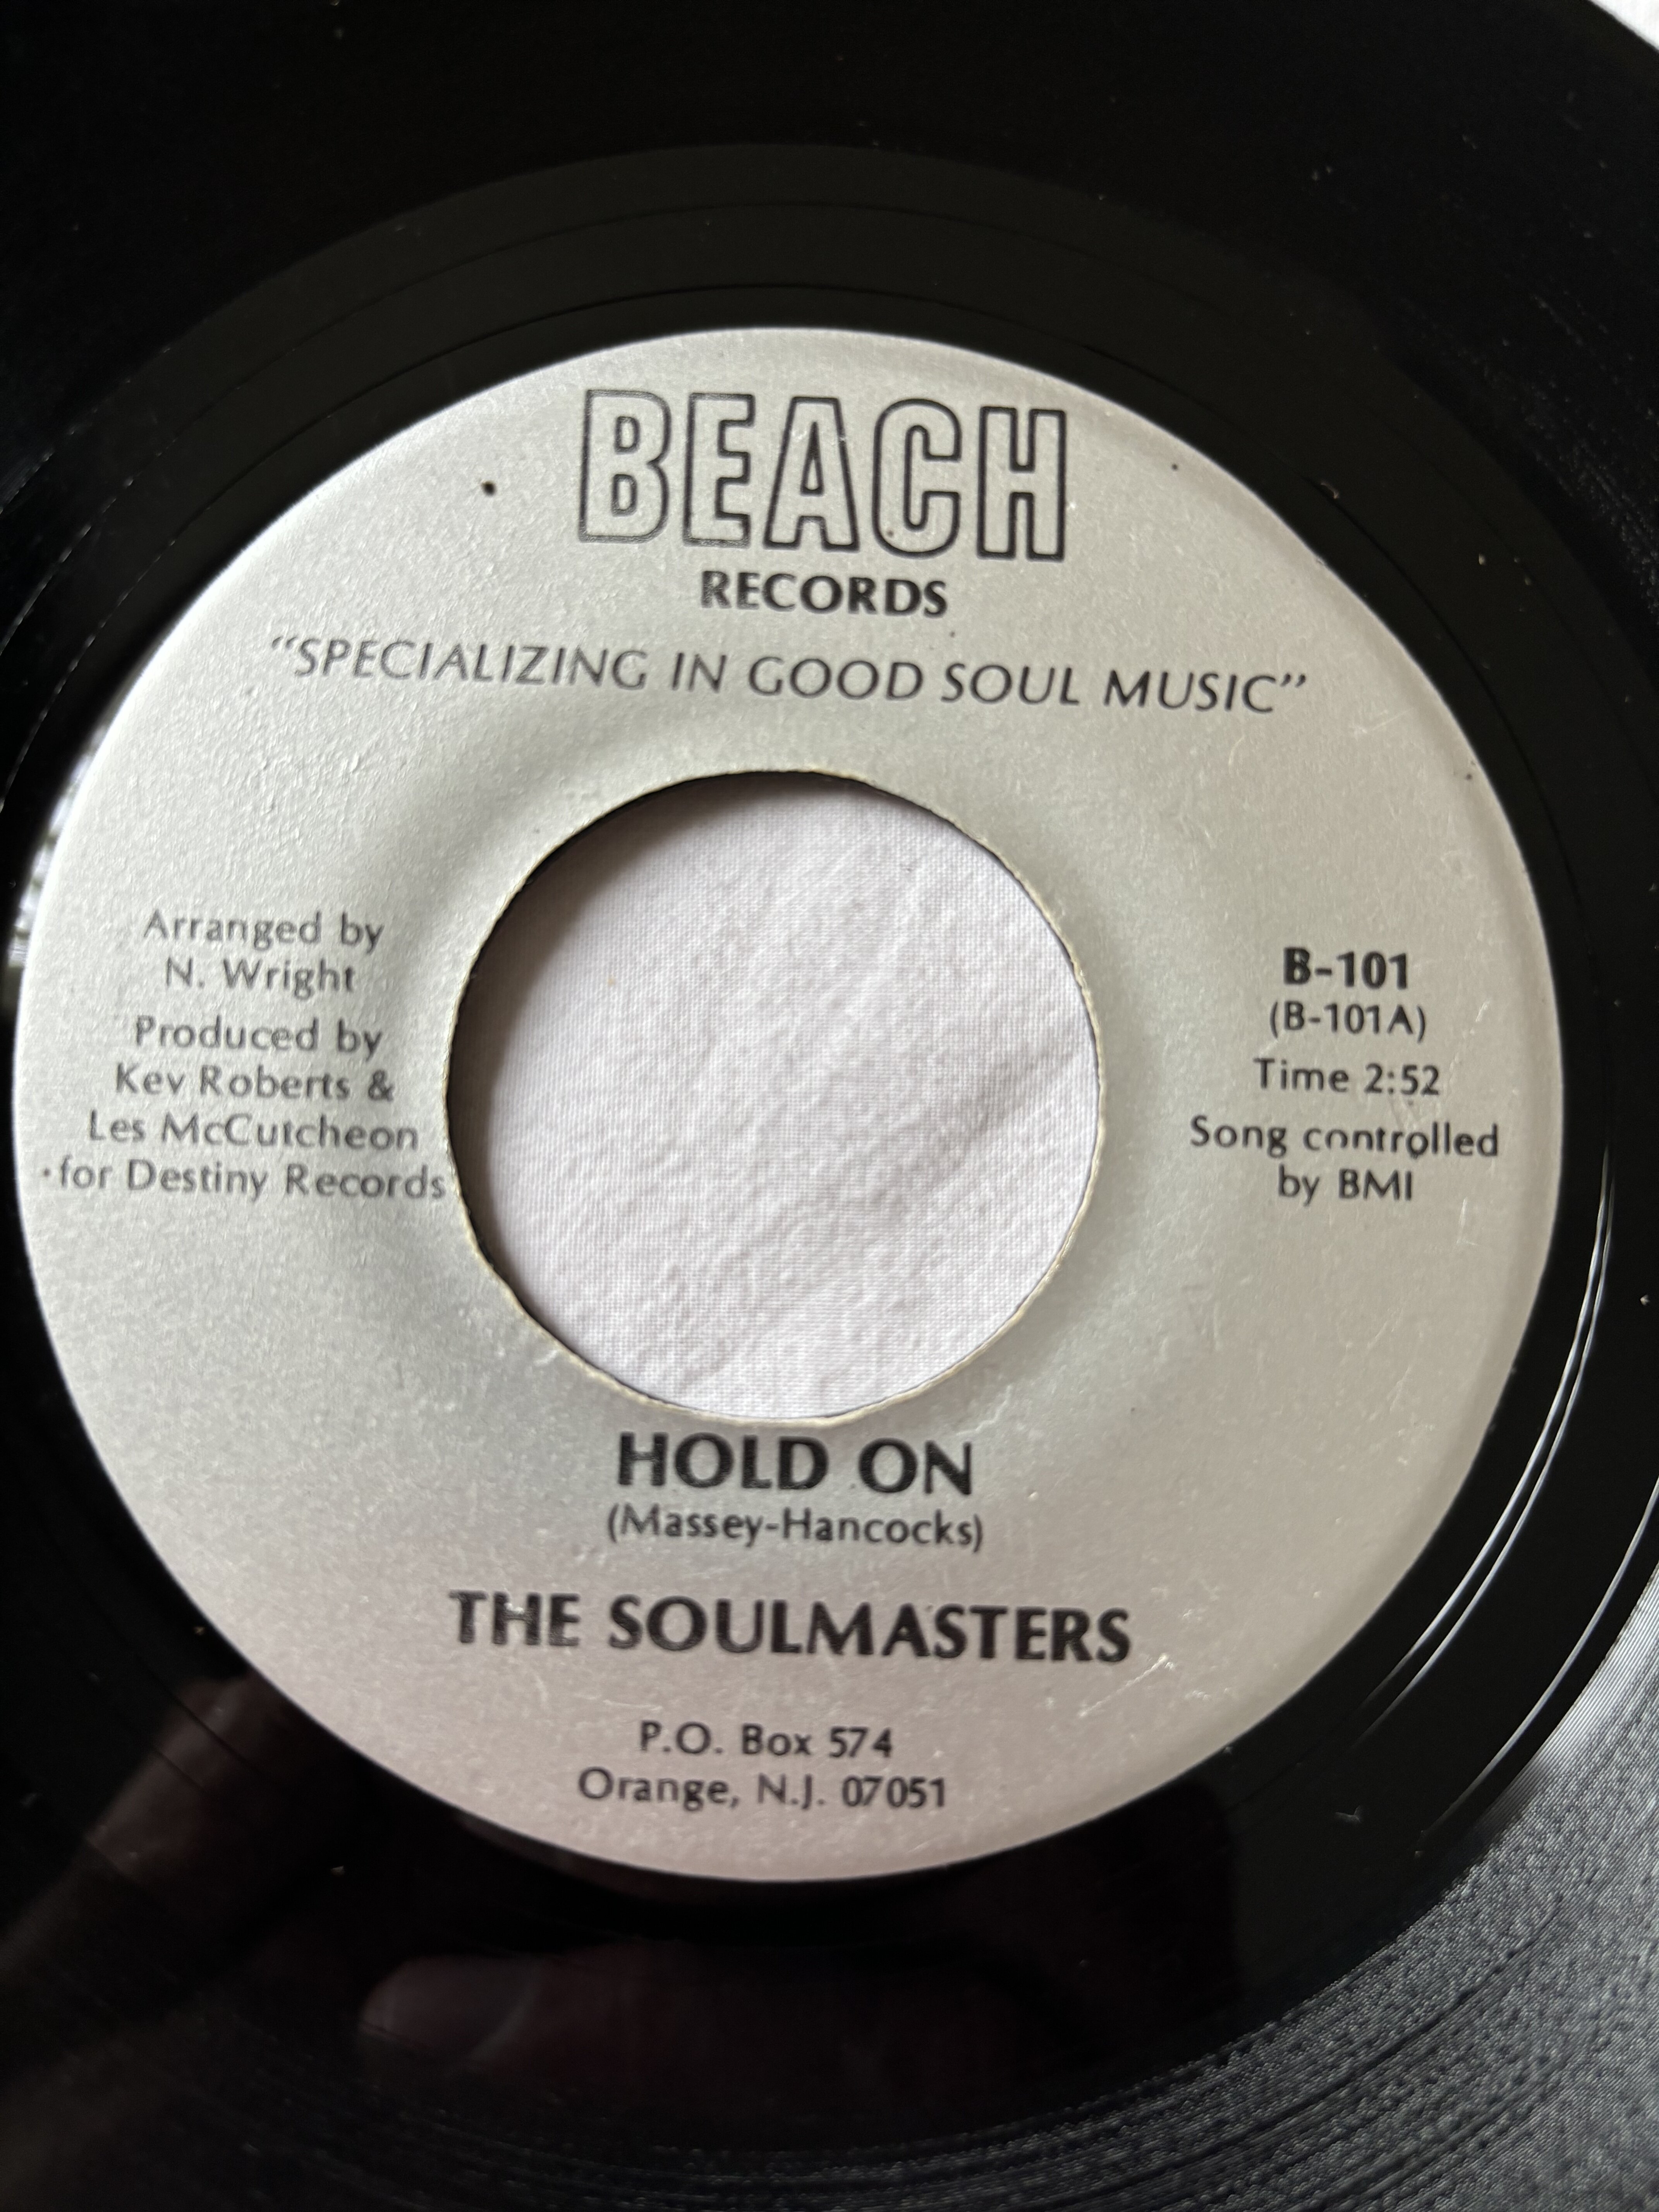 BEACH
RECORDS
"SPECIALIZING IN GOOD SOUL MUSIC"
Arranged by
N. Wright
Produced by
Kev Roberts &
Les McCutcheon
for Destiny Records
B-101
(B-101A)
Time 2:52
Song controlled
by BMI
HOLD ON
(Massey-Hancocks)
THE SOULMASTERS
P.O. Box 574
Orange, N.J. 07051